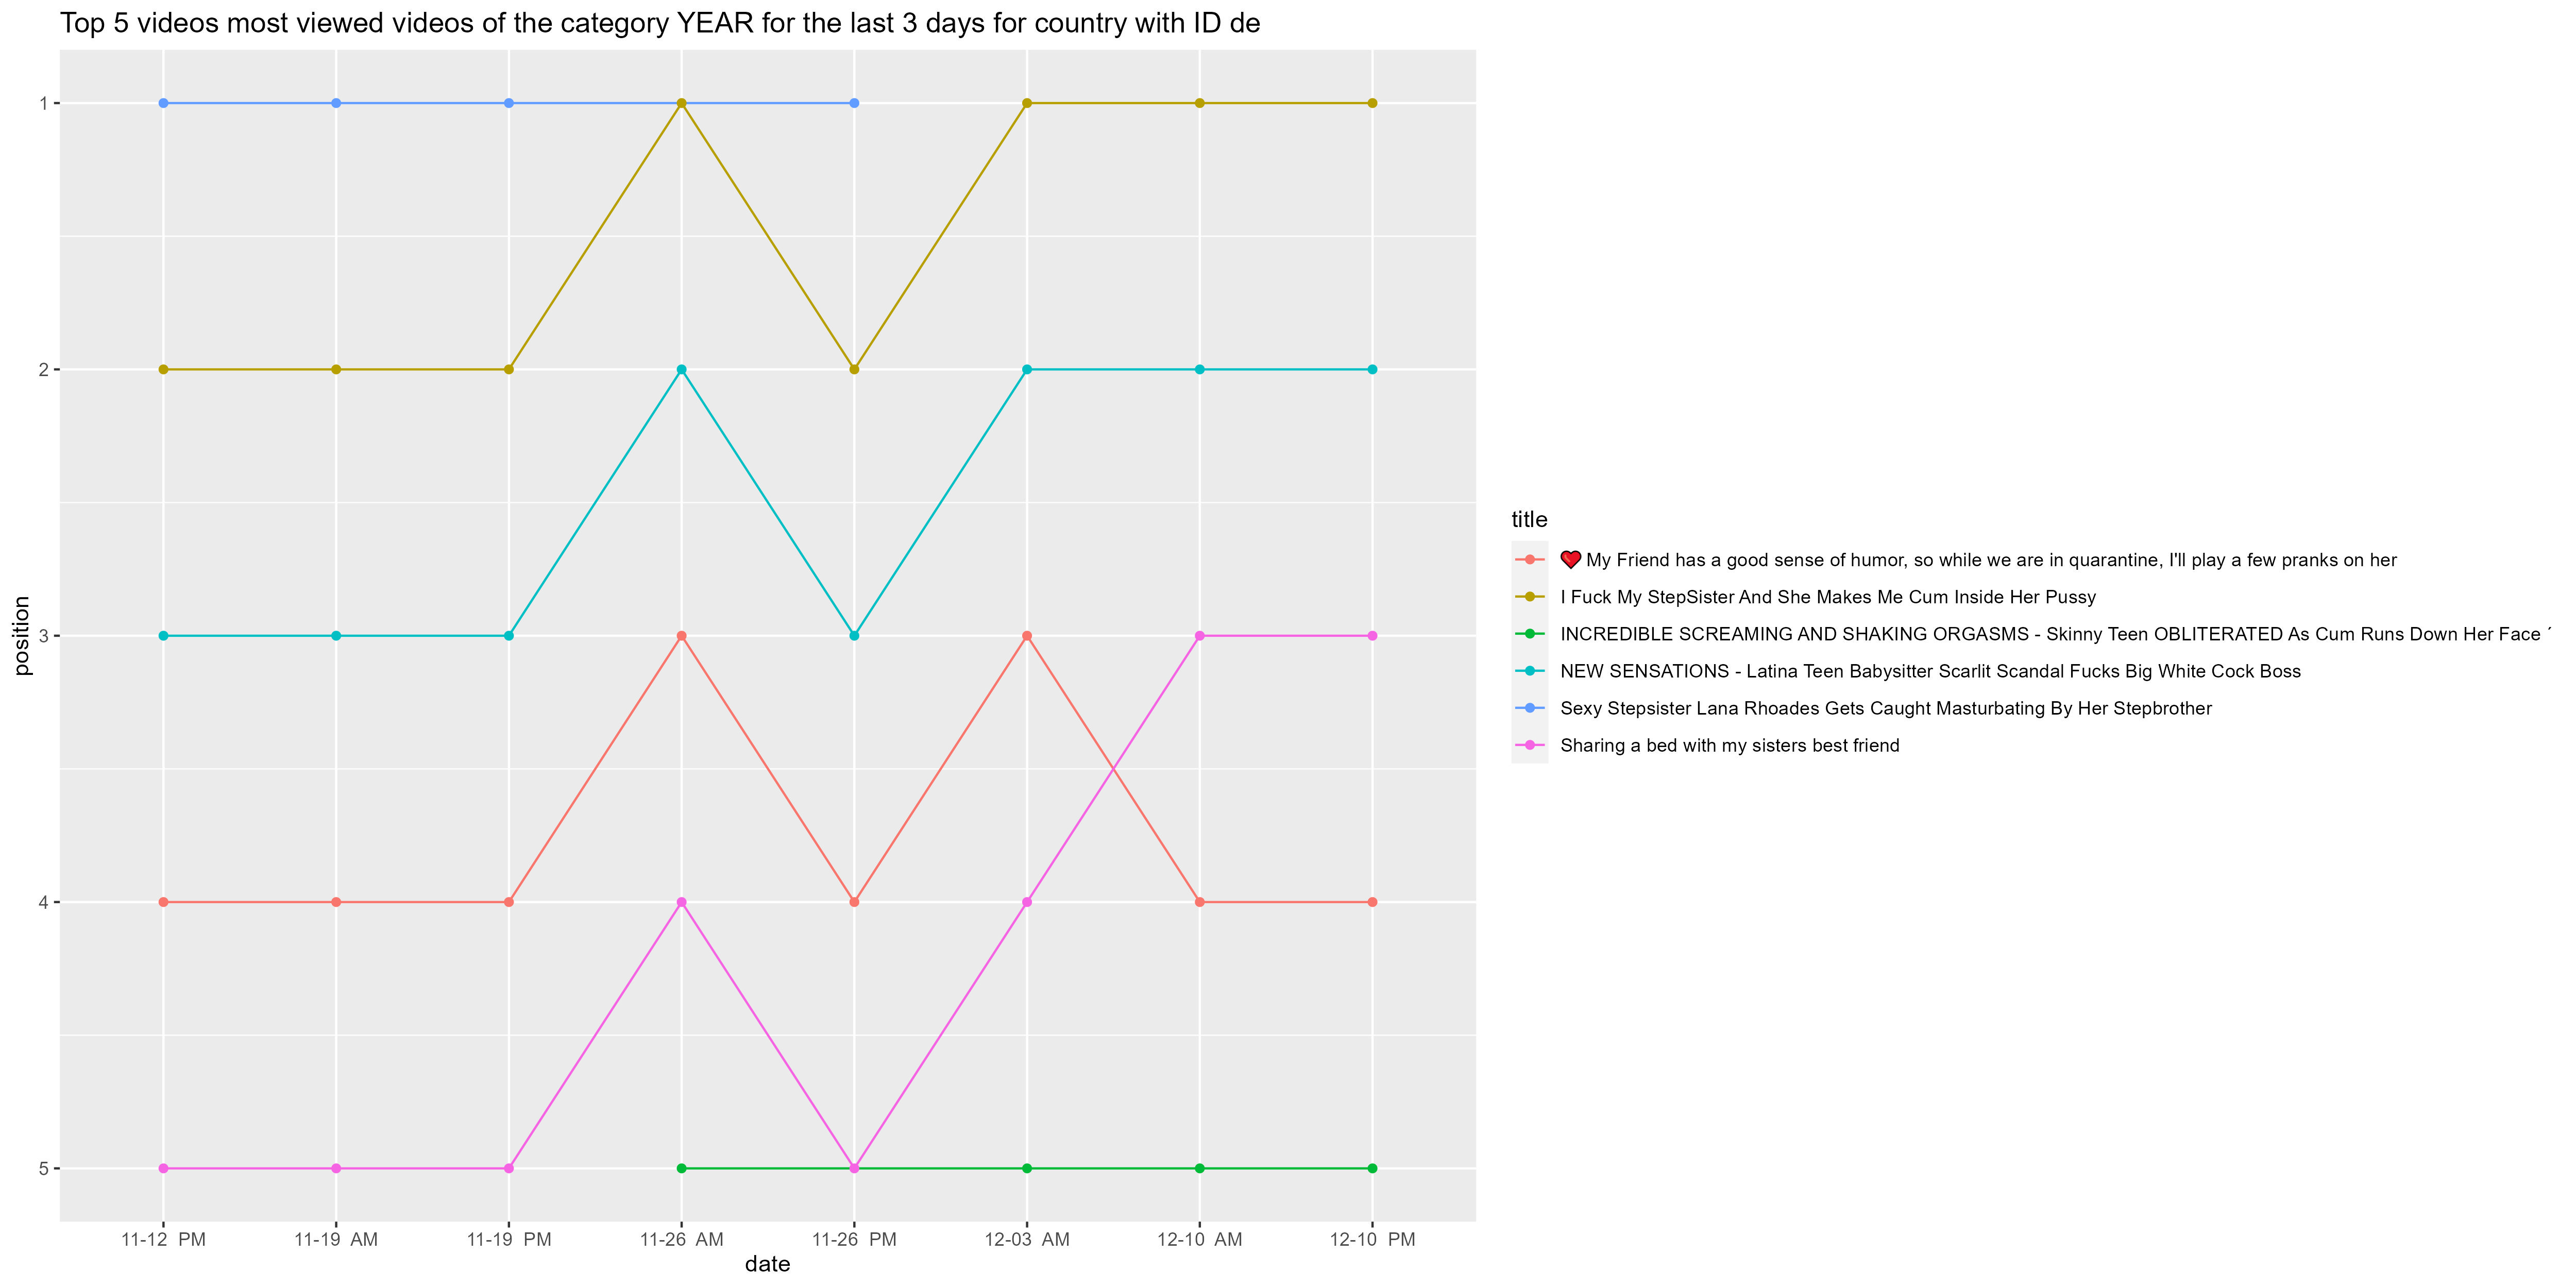 Top 5 videos most viewed videos of the category YEAR for the last 3 days for country with ID de
1
2
3
4
5
position
11-12 PM
11-19 AM
11-19 PM
11-26 AM
11-26 PM
12-03 AM
12-10 AM
12-10 PM
date
title
❤ My Friend has a good sense of humor, so while we are in quarantine, I'll play a few pranks on her
I Fuck My StepSister And She Makes Me Cum Inside Her Pussy
INCREDIBLE SCREAMING AND SHAKING ORGASMS - Skinny Teen OBLITERATED As Cum Runs Down Her Face
NEW SENSATIONS - Latina Teen Babysitter Scarlit Scandal Fucks Big White Cock Boss
Sexy Stepsister Lana Rhoades Gets Caught Masturbating By Her Stepbrother
Sharing a bed with my sisters best friend